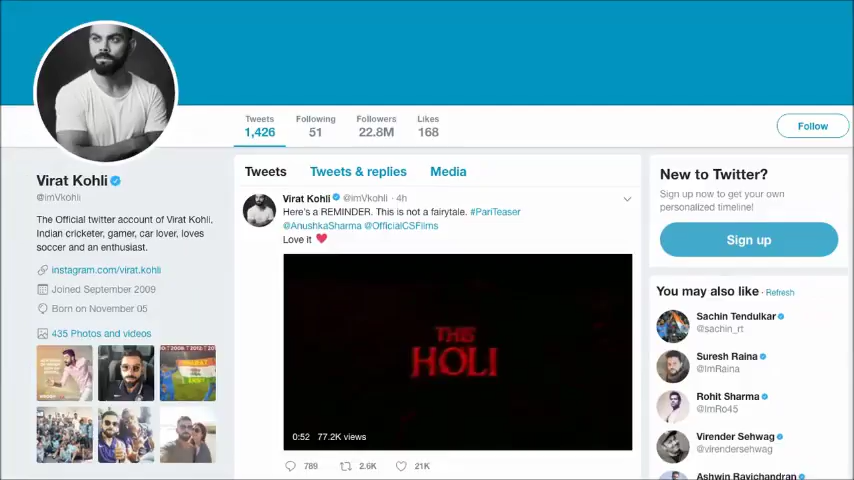 Tweets
1,426
Following
51
Followers
22.8M
Likes
168
Follow
Virat Kohli
@imVkohli
The Official twitter account of Virat Kohli,
Indian cricketer, gamer, car lover, loves
soccer and an enthusiast.
instagram.com/virat.kohli
Joined September 2009
Born on November 05
435 Photos and videos
Tweets
Tweets & replies
Media
Virat Kohli @imVkohli · 4h
Here's a REMINDER. This is not a fairytale. #PariTeaser
@AnushkaSharma @OfficialCSFilms
Love it
THIS
HOLI
0:52 77.2K views
789
2.6K
21K
New to Twitter?
Sign up now to get your own
personalized timeline!
Sign up
You may also like · Refresh
Sachin Tendulkar
@sachin_rt
Suresh Raina
@ImRaina
Rohit Sharma
@ImRo45
Virender Sehwag
@virendersehwag
Ashwin Ravichandran